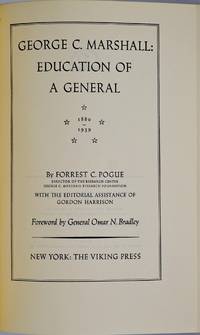 GEORGE C. MARSHALL:
EDUCATION OF
A GENERAL
1880
1939
By FORREST C. POGUE
DIRECTOR OF THE RESEARCH CENTER
GEORGE C. MARSHALL RESEARCH FOUNDATION
WITH THE EDITORIAL ASSISTANCE OF
GORDON HARRISON
Foreword by General Omar N. Bradley
NEW YORK: THE VIKING PRESS